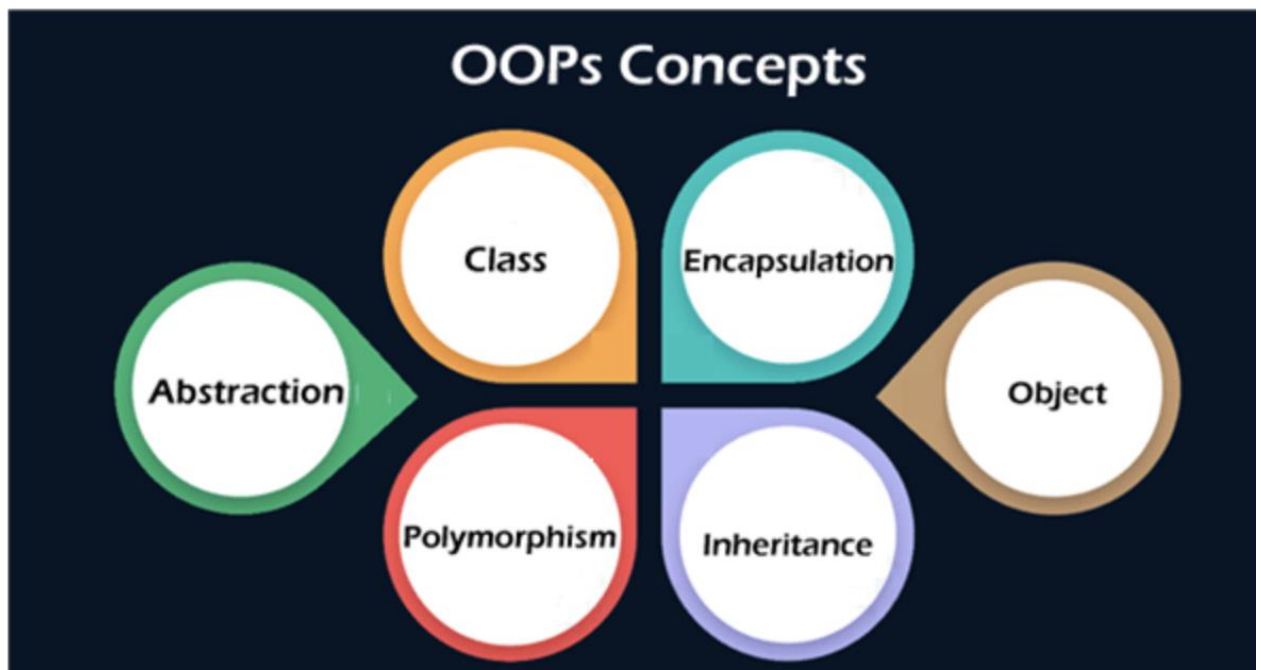 OOPs Concepts
Class
Encapsulation
Abstraction
Object
Polymorphism
Inheritance